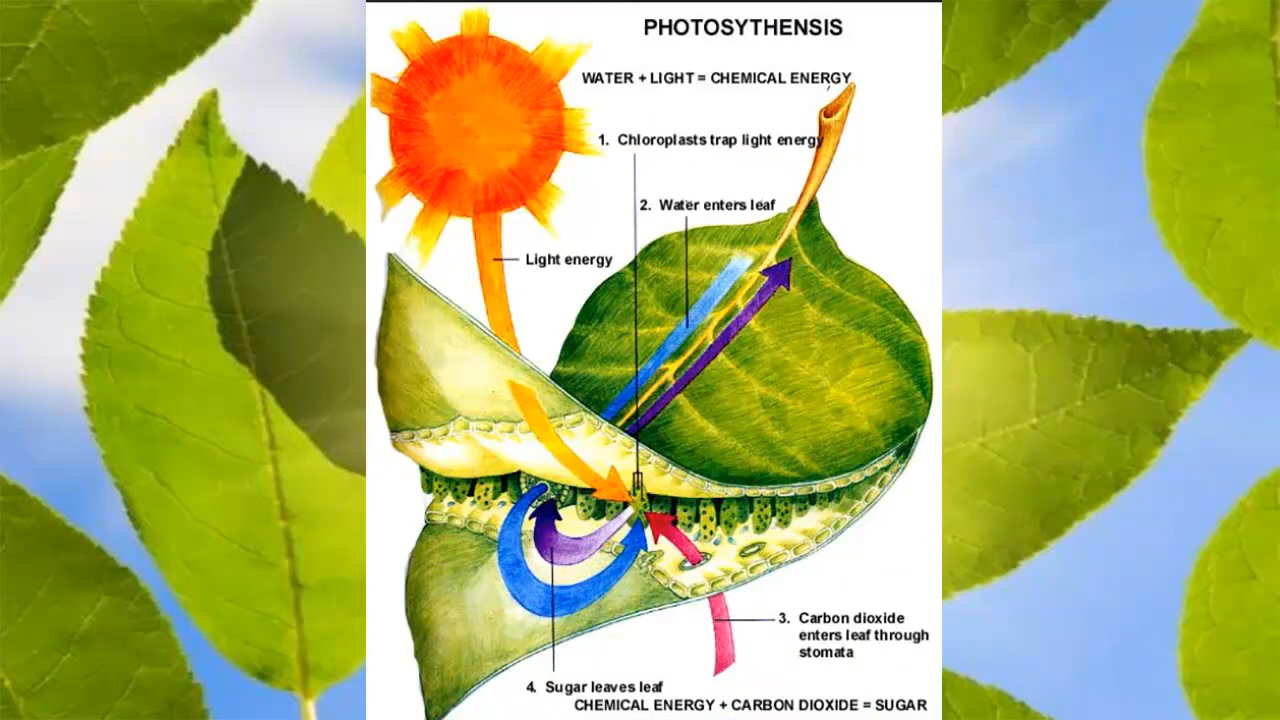 PHOTOSYTHENSIS
WATER + LIGHT = CHEMICAL ENERGY
1. Chloroplasts trap light energy
2. Water enters leaf
Light energy
3. Carbon dioxide
enters leaf through
stomata
4. Sugar leaves leaf
CHEMICAL ENERGY + CARBON DIOXIDE = SUGAR